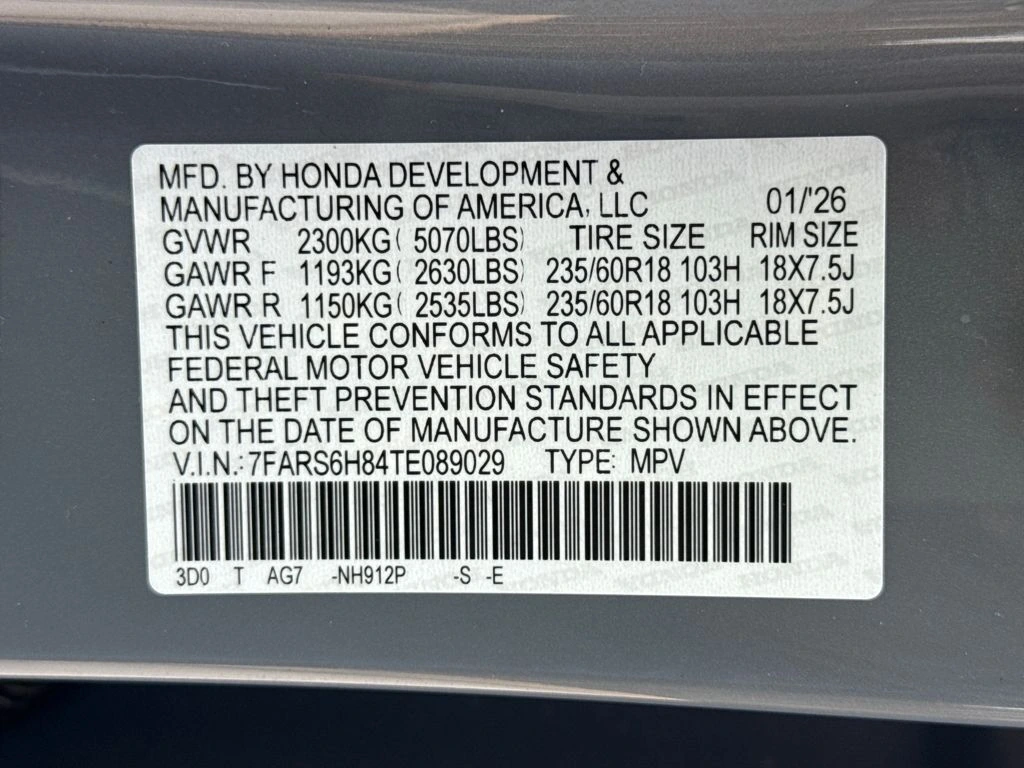 MFD. BY HONDA DEVELOPMENT &
MANUFACTURING OF AMERICA, LLC 01/'26
GVWR 2300KG( 5070LBS) TIRE SIZE RIM SIZE
GAWR F 1193KG( 2630LBS) 235/60R18 103H 18X7.5J
GAWR R 1150KG( 2535LBS) 235/60R18 103H 18X7.5J
THIS VEHICLE CONFORMS TO ALL APPLICABLE
FEDERAL MOTOR VEHICLE SAFETY
AND THEFT PREVENTION STANDARDS IN EFFECT
ON THE DATE OF MANUFACTURE SHOWN ABOVE.
V.I.N.:7FARS6H84TE089029 TYPE: MPV
3D0 T AG7 -NH912P -S -E